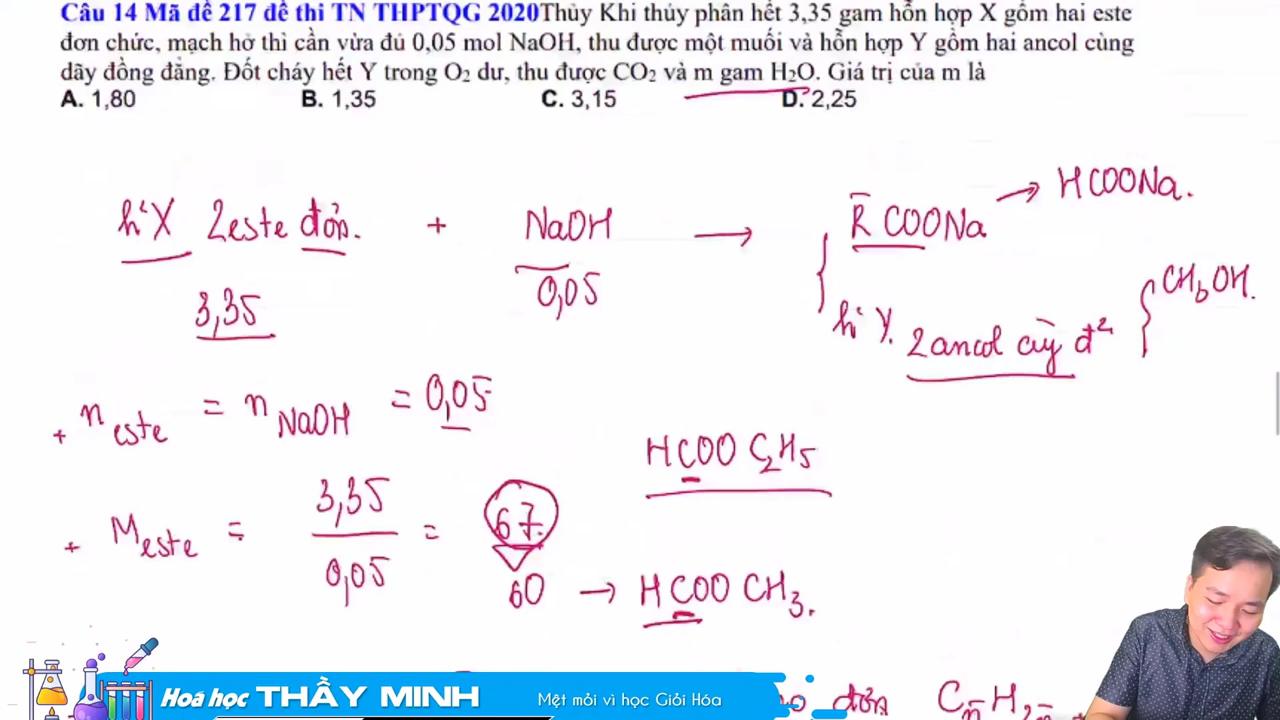 Câu 14 Mã đề 217 đề thi TN THPTQG 2020Thủy Khi thủy phân hết 3,35 gam hỗn hợp X gồm hai este
đơn chức, mạch hở thì cần vừa đủ 0,05 mol NaOH, thu được một muối và hỗn hợp Y gồm hai ancol cùng
dãy đồng đẳng. Đốt cháy hết Y trong O₂ dư, thu được CO₂ và m gam H₂O. Giá trị của m là
A. 1,80 B. 1,35 C. 3,15 D. 2,25
h² X 2este đơn. + NaOH → R̄COONa → HCOONa.
3,35 0,05
h² Y. 2ancol cùng đ² CH₃OH.
+ n este = n NaOH = 0,05
HCOOC₂H₅
+ M este = 3,35 / 0,05 = 67.
60 → HCOOCH₃.
đơn CnH2n
Hoá học THẦY MINH Mệt mỏi vì học Giỏi Hóa